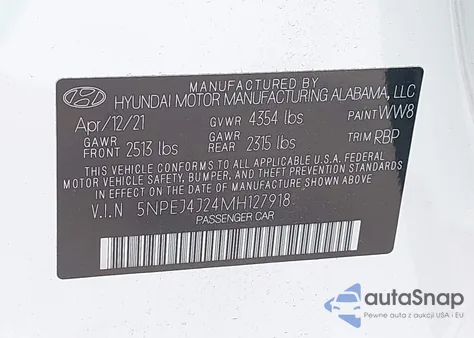 MANUFACTURED BY
HYUNDAI MOTOR MANUFACTURING ALABAMA, LLC
Apr/12/21 GVWR 4354 lbs PAINT WW8
GAWR FRONT 2513 lbs GAWR REAR 2315 lbs TRIM RBP
THIS VEHICLE CONFORMS TO ALL APPLICABLE FEDERAL
MOTOR VEHICLE SAFETY, BUMPER, AND THEFT PREVENTION STANDARDS
IN EFFECT ON THE DATE OF MANUFACTURE SHOWN ABOVE.
V.I.N 5NPEJ4J24MH127918
PASSENGER CAR
autaSnap
Pewne auta z aukcji USA i EU